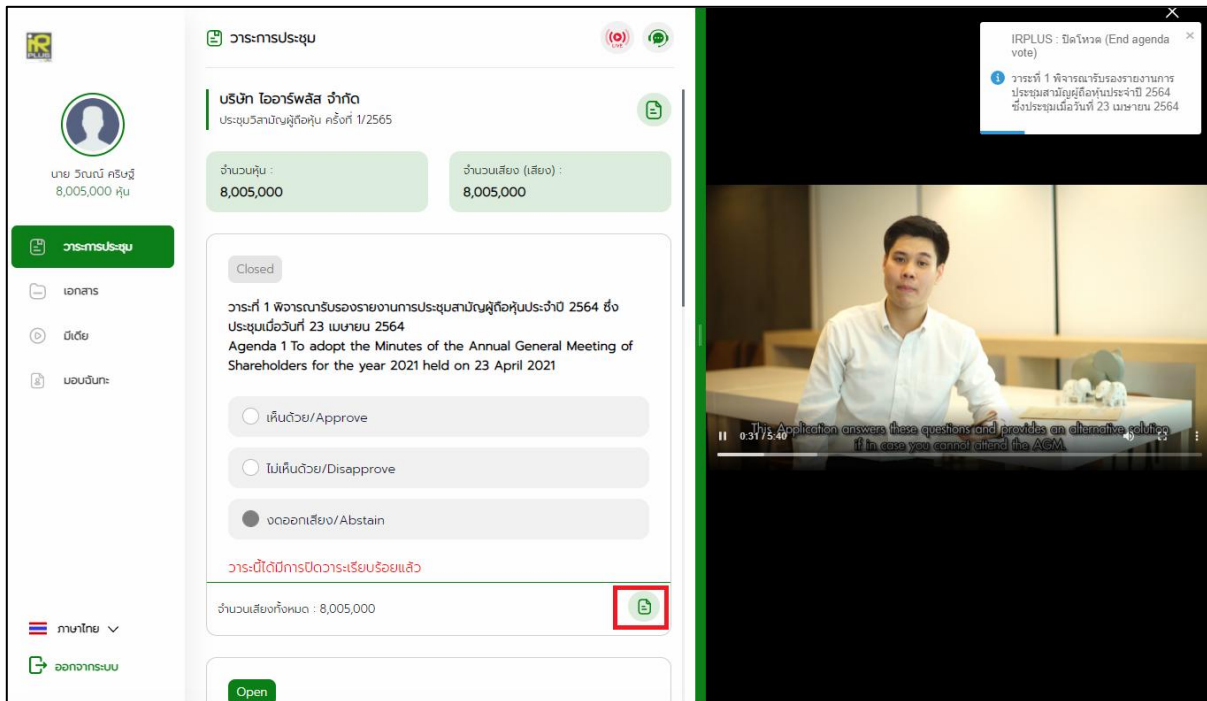 iR
PLUS
นาย วิณณ์ ศริษฐ์
8,005,000 หุ้น
วาระการประชุม
เอกสาร
มีเดีย
มอบฉันทะ
ภาษาไทย
ออกจากระบบ
วาระการประชุม
LIVE
บริษัท ไออาร์พลัส จำกัด
ประชุมวิสามัญผู้ถือหุ้น ครั้งที่ 1/2565
จำนวนหุ้น :
8,005,000
จำนวนเสียง (เสียง) :
8,005,000
Closed
วาระที่ 1 พิจารณารับรองรายงานการประชุมสามัญผู้ถือหุ้นประจำปี 2564 ซึ่ง
ประชุมเมื่อวันที่ 23 เมษายน 2564
Agenda 1 To adopt the Minutes of the Annual General Meeting of
Shareholders for the year 2021 held on 23 April 2021
เห็นด้วย/Approve
ไม่เห็นด้วย/Disapprove
งดออกเสียง/Abstain
วาระนี้ได้มีการปิดวาระเรียบร้อยแล้ว
จำนวนเสียงทั้งหมด : 8,005,000
Open
IRPLUS : ปิดโหวต (End agenda
vote)
วาระที่ 1 พิจารณารับรองรายงานการ
ประชุมสามัญผู้ถือหุ้นประจำปี 2564
ซึ่งประชุมเมื่อวันที่ 23 เมษายน 2564
This Application answers these questions and provides an alternative solution
if in case you cannot attend the AGM.
0:31 / 5:40